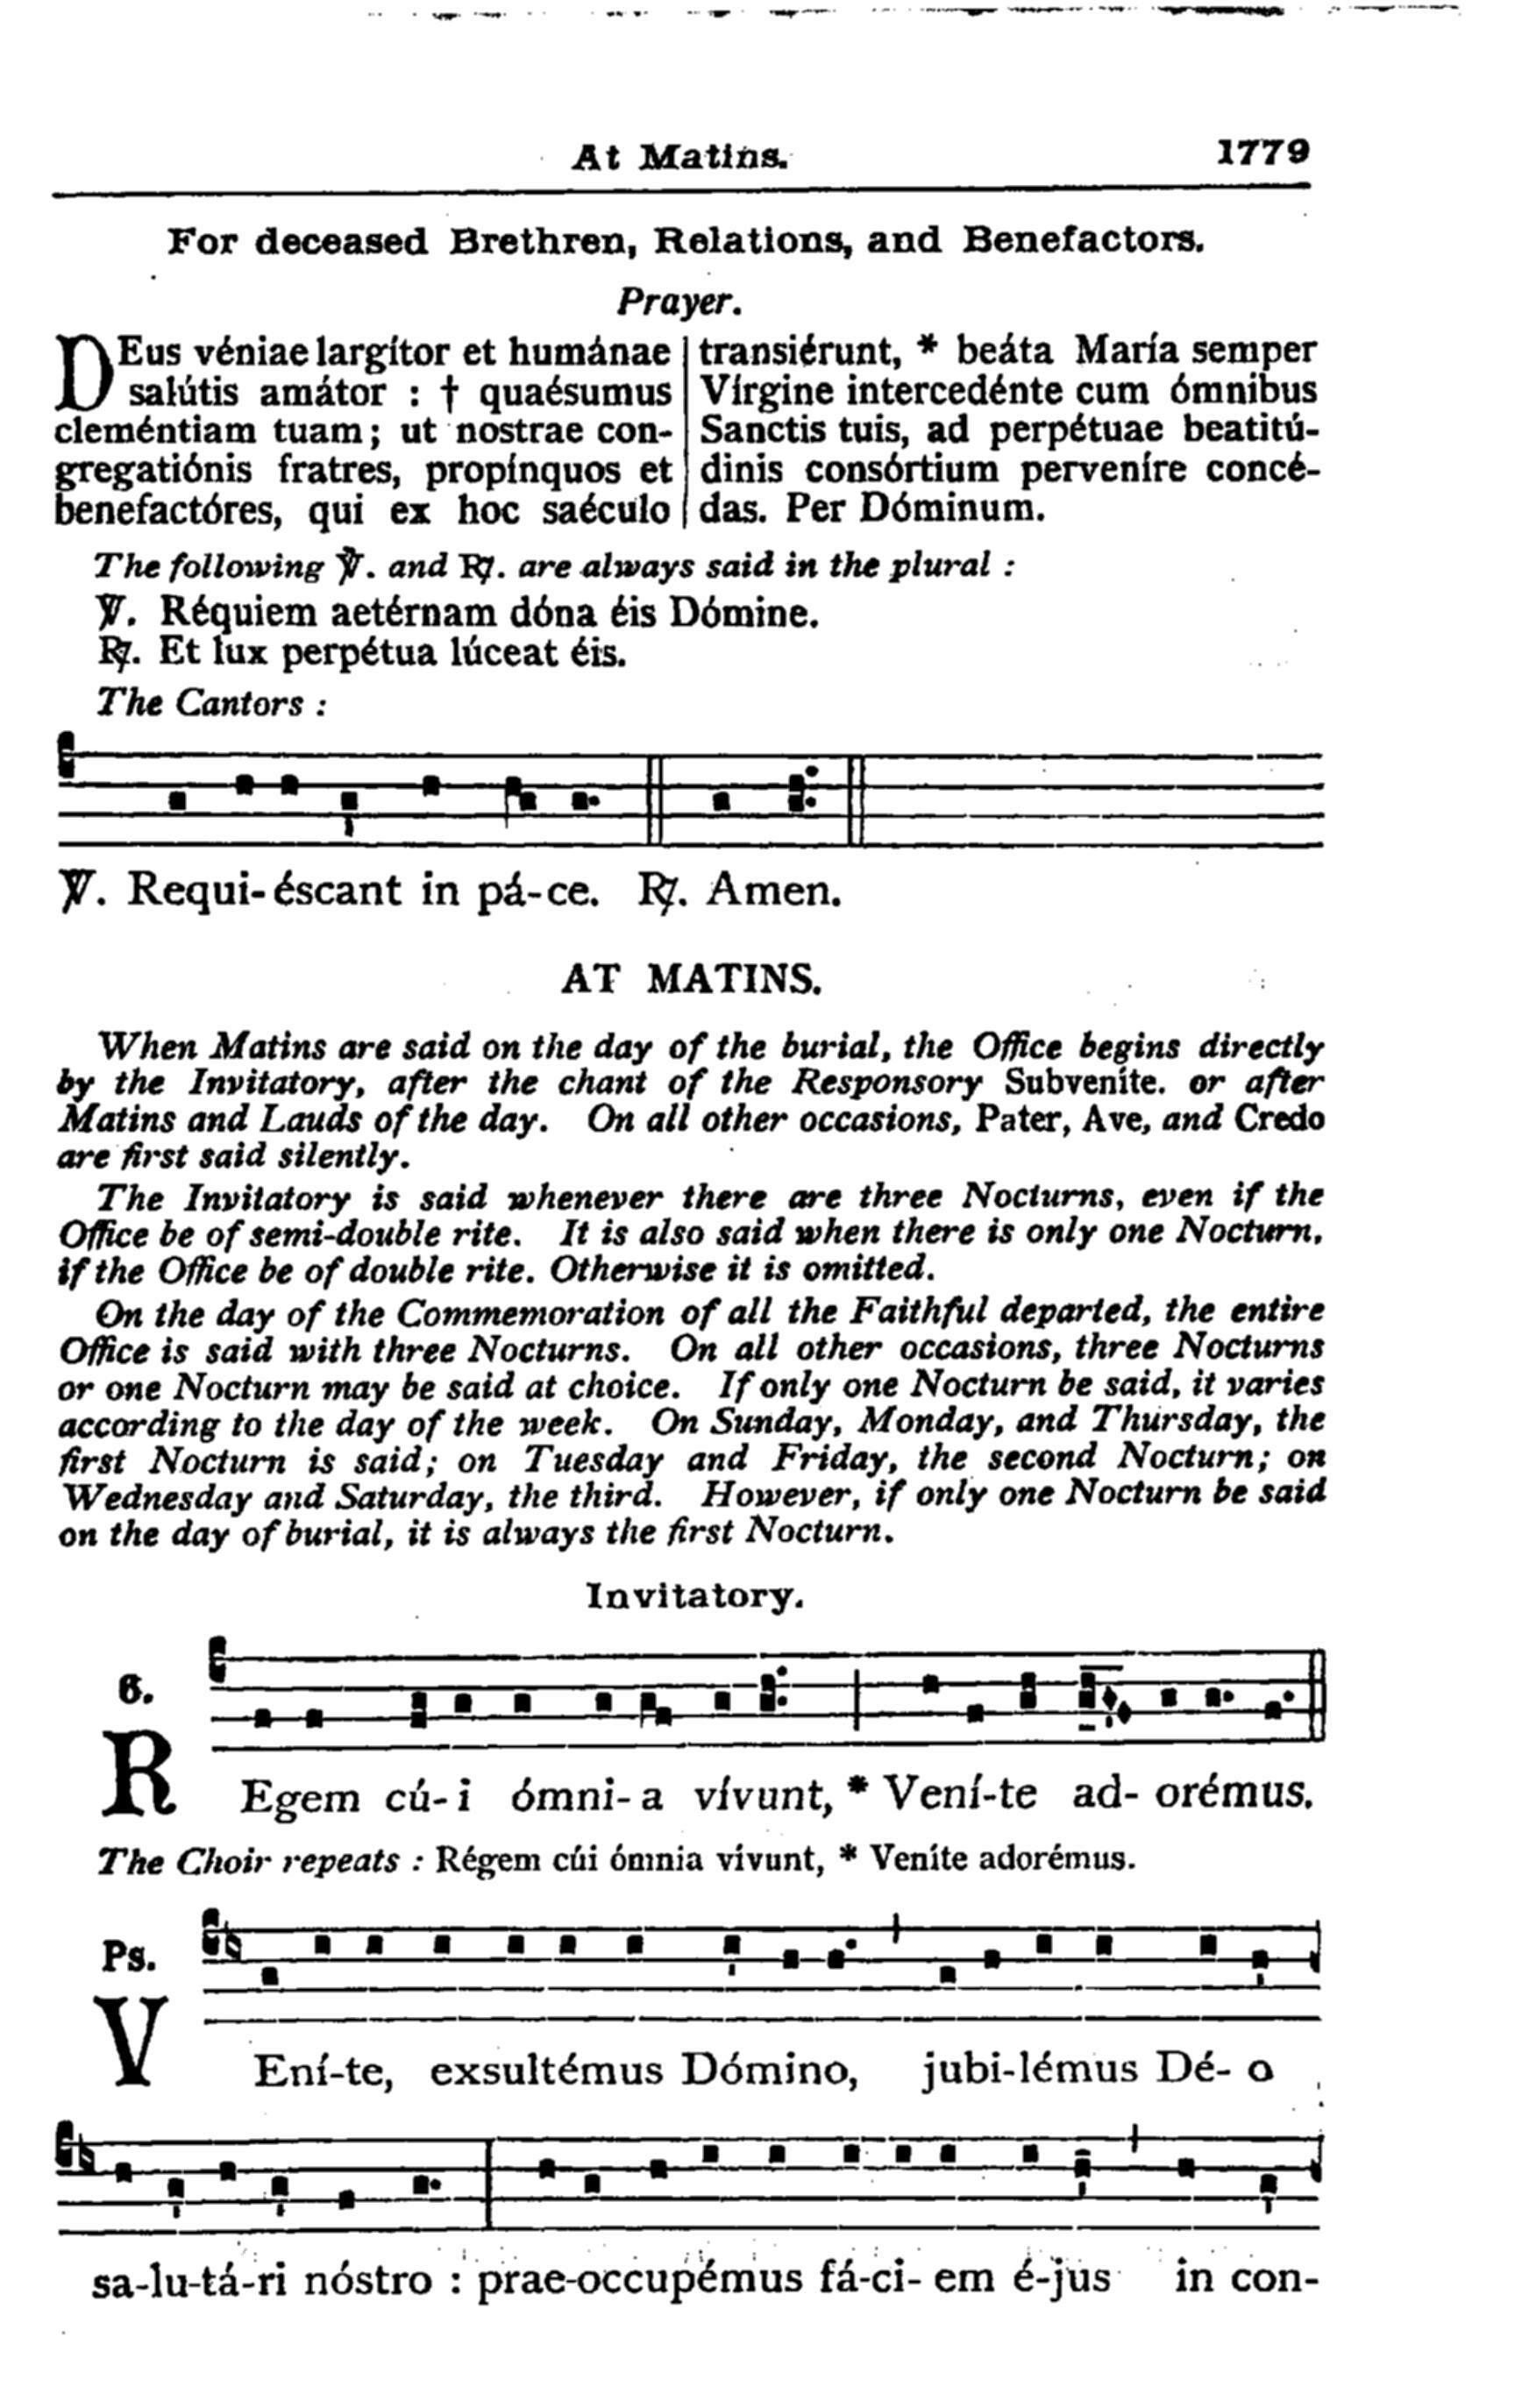 At Matins. 1779
For deceased Brethren, Relations, and Benefactors.
Prayer.
DEus véniae largítor et humánae
salútis amátor : † quaésumus
cleméntiam tuam; ut nostrae con-
gregatiónis fratres, propínquos et
benefactóres, qui ex hoc saéculo
transiérunt, * beáta María semper
Vírgine intercedénte cum ómnibus
Sanctis tuis, ad perpétuae beatitú-
dinis consórtium perveníre concé-
das. Per Dóminum.
The following ℣. and ℟. are always said in the plural :
℣. Réquiem aetérnam dóna éis Dómine.
℟. Et lux perpétua lúceat éis.
The Cantors :
℣. Requi-éscant in pá-ce. ℟. Amen.
AT MATINS.
When Matins are said on the day of the burial, the Office begins directly
by the Invitatory, after the chant of the Responsory Subveníte. or after
Matins and Lauds of the day. On all other occasions, Pater, Ave, and Credo
are first said silently.
The Invitatory is said whenever there are three Nocturns, even if the
Office be of semi-double rite. It is also said when there is only one Nocturn,
if the Office be of double rite. Otherwise it is omitted.
On the day of the Commemoration of all the Faithful departed, the entire
Office is said with three Nocturns. On all other occasions, three Nocturns
or one Nocturn may be said at choice. If only one Nocturn be said, it varies
according to the day of the week. On Sunday, Monday, and Thursday, the
first Nocturn is said; on Tuesday and Friday, the second Nocturn; on
Wednesday and Saturday, the third. However, if only one Nocturn be said
on the day of burial, it is always the first Nocturn.
Invitatory.
6.
REgem cú-i ómni-a vívunt, * Vení-te ad-orémus.
The Choir repeats : Régem cúi ómnia vívunt, * Veníte adorémus.
Ps.
VEní-te, exsultémus Dómino, jubi-lémus Dé-o
sa-lu-tá-ri nóstro : prae-occupémus fá-ci-em é-jus in con-